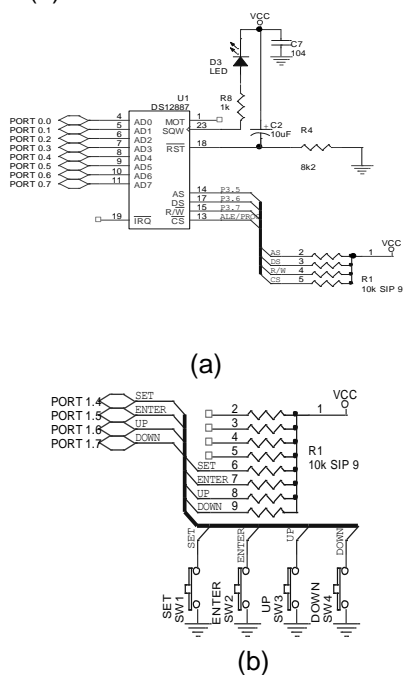 VCC
C7
104
D3
LED
R8
1k
U1
DS12887
C2
10uF
R4
8k2
PORT 0.0 4 AD0 MOT 1
PORT 0.1 5 AD1 SQW 23
PORT 0.2 6 AD2
PORT 0.3 7 AD3 RST 18
PORT 0.4 8 AD4
PORT 0.5 9 AD5
PORT 0.6 10 AD6
PORT 0.7 11 AD7
AS 14 P3.5
DS 17 P3.6
R/W 15 P3.7
19 IRQ CS 13 ALE/PROG
VCC
AS 2 1
DS 3
R/W 4
CS 5
R1
10k SIP 9
(a)
PORT 1.4 SET
PORT 1.5 ENTER
PORT 1.6 UP
PORT 1.7 DOWN
VCC
2 1
3
4
5
SET 6
ENTER 7
UP 8
DOWN 9
R1
10k SIP 9
SET
ENTER
UP
DOWN
SET
SW1
ENTER
SW2
UP
SW3
DOWN
SW4
(b)